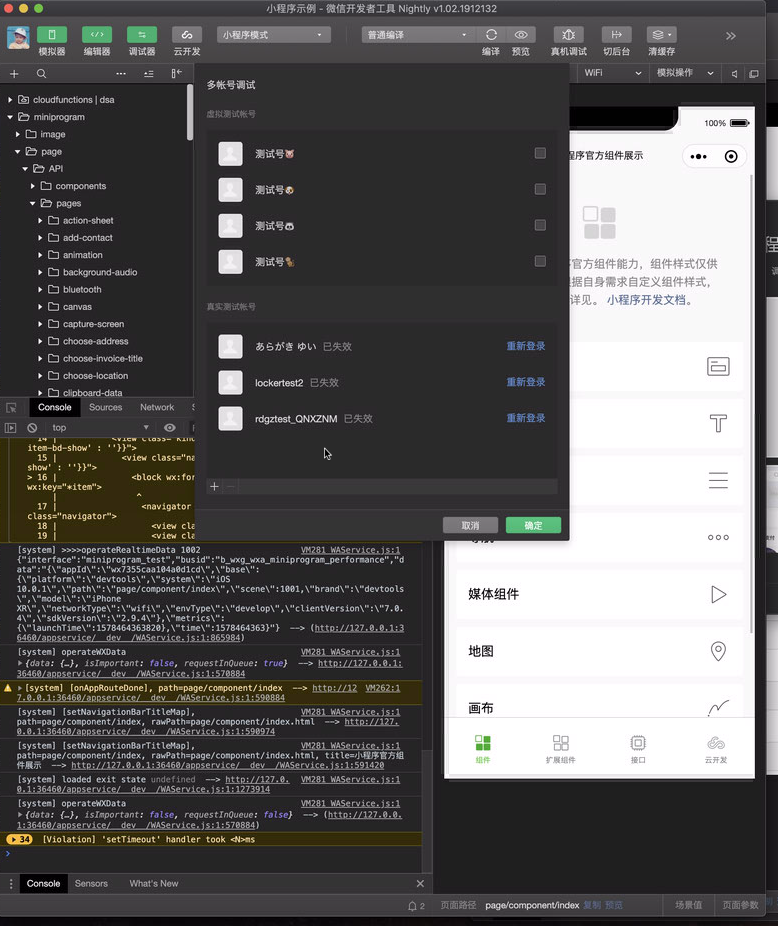 小程序示例 - 微信开发者工具 Nightly v1.02.1912132
模拟器 编辑器 调试器 云开发 小程序模式 普通编译 编译 预览 真机调试 切后台 清缓存
WiFi 模拟操作
cloudfunctions | dsa
miniprogram
image
page
API
components
pages
action-sheet
add-contact
animation
background-audio
bluetooth
canvas
capture-screen
choose-address
choose-invoice-title
choose-location
clipboard-data
多帐号调试
虚拟测试帐号
测试号🐷
测试号🐶
测试号🐼
测试号🐒
真实测试帐号
あらがき ゆい 已失效 重新登录
lockertest2 已失效 重新登录
rdgztest_QNXZNM 已失效 重新登录
取消 确定
100%
程序官方组件展示
官方组件能力，组件样式仅供
根据自身需求自定义组件样式，
详见。 小程序开发文档。
媒体组件
地图
画布
组件 扩展组件 接口 云开发
Console Sources Network
top
item-bd-show' : ''}}">
15 | <view class="na
show' : ''}}">
> 16 | <block wx:for
wx:key="*item">
| ^
17 | <navigator
class="navigator">
18 | <view cla
19 | <view cla
[system] >>>>operateRealtimeData 1002 VM281 WAService.js:1
{"interface":"miniprogram_test","busid":"b_wxg_wxa_miniprogram_performance","d
ata":"{\"appId\":\"wx7355caa104a0d1cd\",\"base\":
{\"platform\":\"devtools\",\"system\":\"iOS
10.0.1\",\"path\":\"page/component/index\",\"scene\":1001,\"brand\":\"devtools
\",\"model\":\"iPhone
XR\",\"networkType\":\"wifi\",\"envType\":\"develop\",\"clientVersion\":\"7.0.
4\",\"sdkVersion\":\"2.9.4\"},\"metrics\":
{\"launchTime\":1578464363820},\"time\":1578464363}"} --> (http://127.0.0.1:3
6460/appservice/__dev__/WAService.js:1:865984)
[system] operateWXData VM281 WAService.js:1
{data: {…}, isImportant: false, requestInQueue: true} --> http://127.0.0.1:
36460/appservice/__dev__/WAService.js:1:570884
[system] [onAppRouteDone], path=page/component/index --> http://12 VM262:1
7.0.0.1:36460/appservice/__dev__/WAService.js:1:590884
[system] [setNavigationBarTitleMap], VM281 WAService.js:1
path=page/component/index, rawPath=page/component/index.html --> http://127.
0.0.1:36460/appservice/__dev__/WAService.js:1:590974
[system] [setNavigationBarTitleMap], VM281 WAService.js:1
path=page/component/index, rawPath=page/component/index.html, title=小程序官方组
件展示 --> http://127.0.0.1:36460/appservice/__dev__/WAService.js:1:591420
[system] loaded exit state undefined --> http://127.0. VM281 WAService.js:1
0.1:36460/appservice/__dev__/WAService.js:1:1273914
[system] operateWXData VM281 WAService.js:1
{data: {…}, isImportant: false, requestInQueue: false} --> (http://127.0.0.
1:36460/appservice/__dev__/WAService.js:1:570884)
34 [Violation] 'setTimeout' handler took <N>ms
Console Sensors What's New
2 页面路径 page/component/index 复制 预览 场景值 页面参数